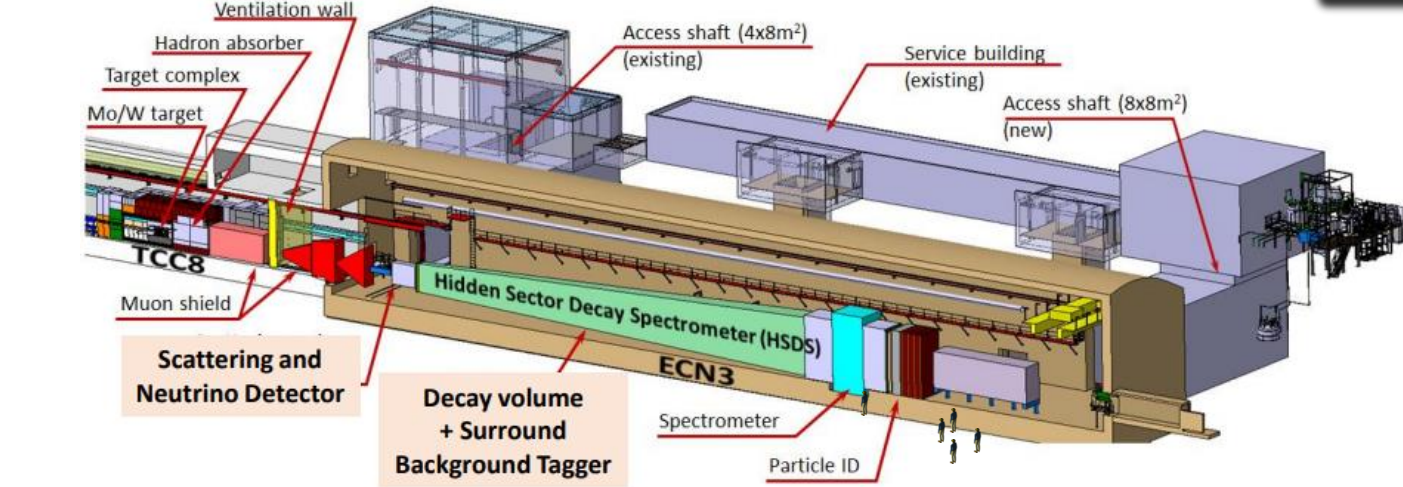 Ventilation wall
Hadron absorber
Target complex
Mo/W target
Access shaft (4x8m²)
(existing)
Service building
(existing)
Access shaft (8x8m²)
(new)
TCC8
Muon shield
Hidden Sector Decay Spectrometer (HSDS)
ECN3
Scattering and
Neutrino Detector
Decay volume
+ Surround
Background Tagger
Spectrometer
Particle ID